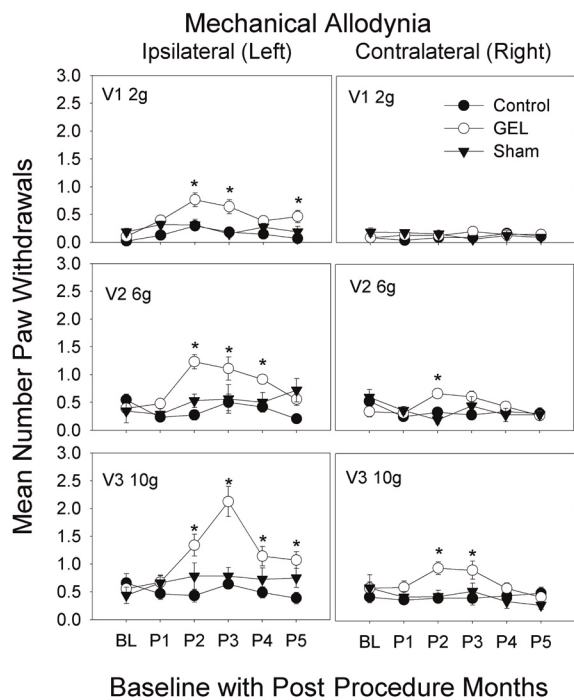 Mechanical Allodynia
Ipsilateral (Left)
Contralateral (Right)
Mean Number Paw Withdrawals
3.0
2.5
2.0
1.5
1.0
0.5
0.0
V1 2g
*
*
*
V1 2g
Control
GEL
Sham
3.0
2.5
2.0
1.5
1.0
0.5
0.0
V2 6g
*
*
*
V2 6g
*
3.0
2.5
2.0
1.5
1.0
0.5
0.0
V3 10g
*
*
*
*
V3 10g
*
*
BL P1 P2 P3 P4 P5
BL P1 P2 P3 P4 P5
Baseline with Post Procedure Months